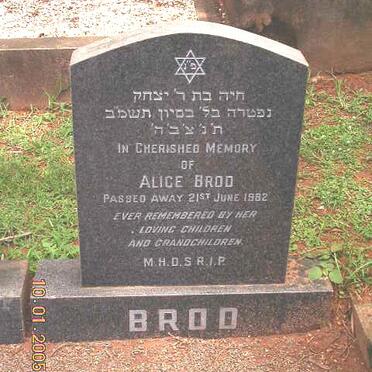 פ"נ
חיה בת ר' יצחק
נפטרה בל' בסיון תשמ"ב
ת' נ' צ' ב' ה'
IN CHERISHED MEMORY
OF
ALICE BROD
PASSED AWAY 21ST JUNE 1982
EVER REMEMBERED BY HER
LOVING CHILDREN
AND GRANDCHILDREN
M.H.D.S R.I.P.
BROD
10.01.2005